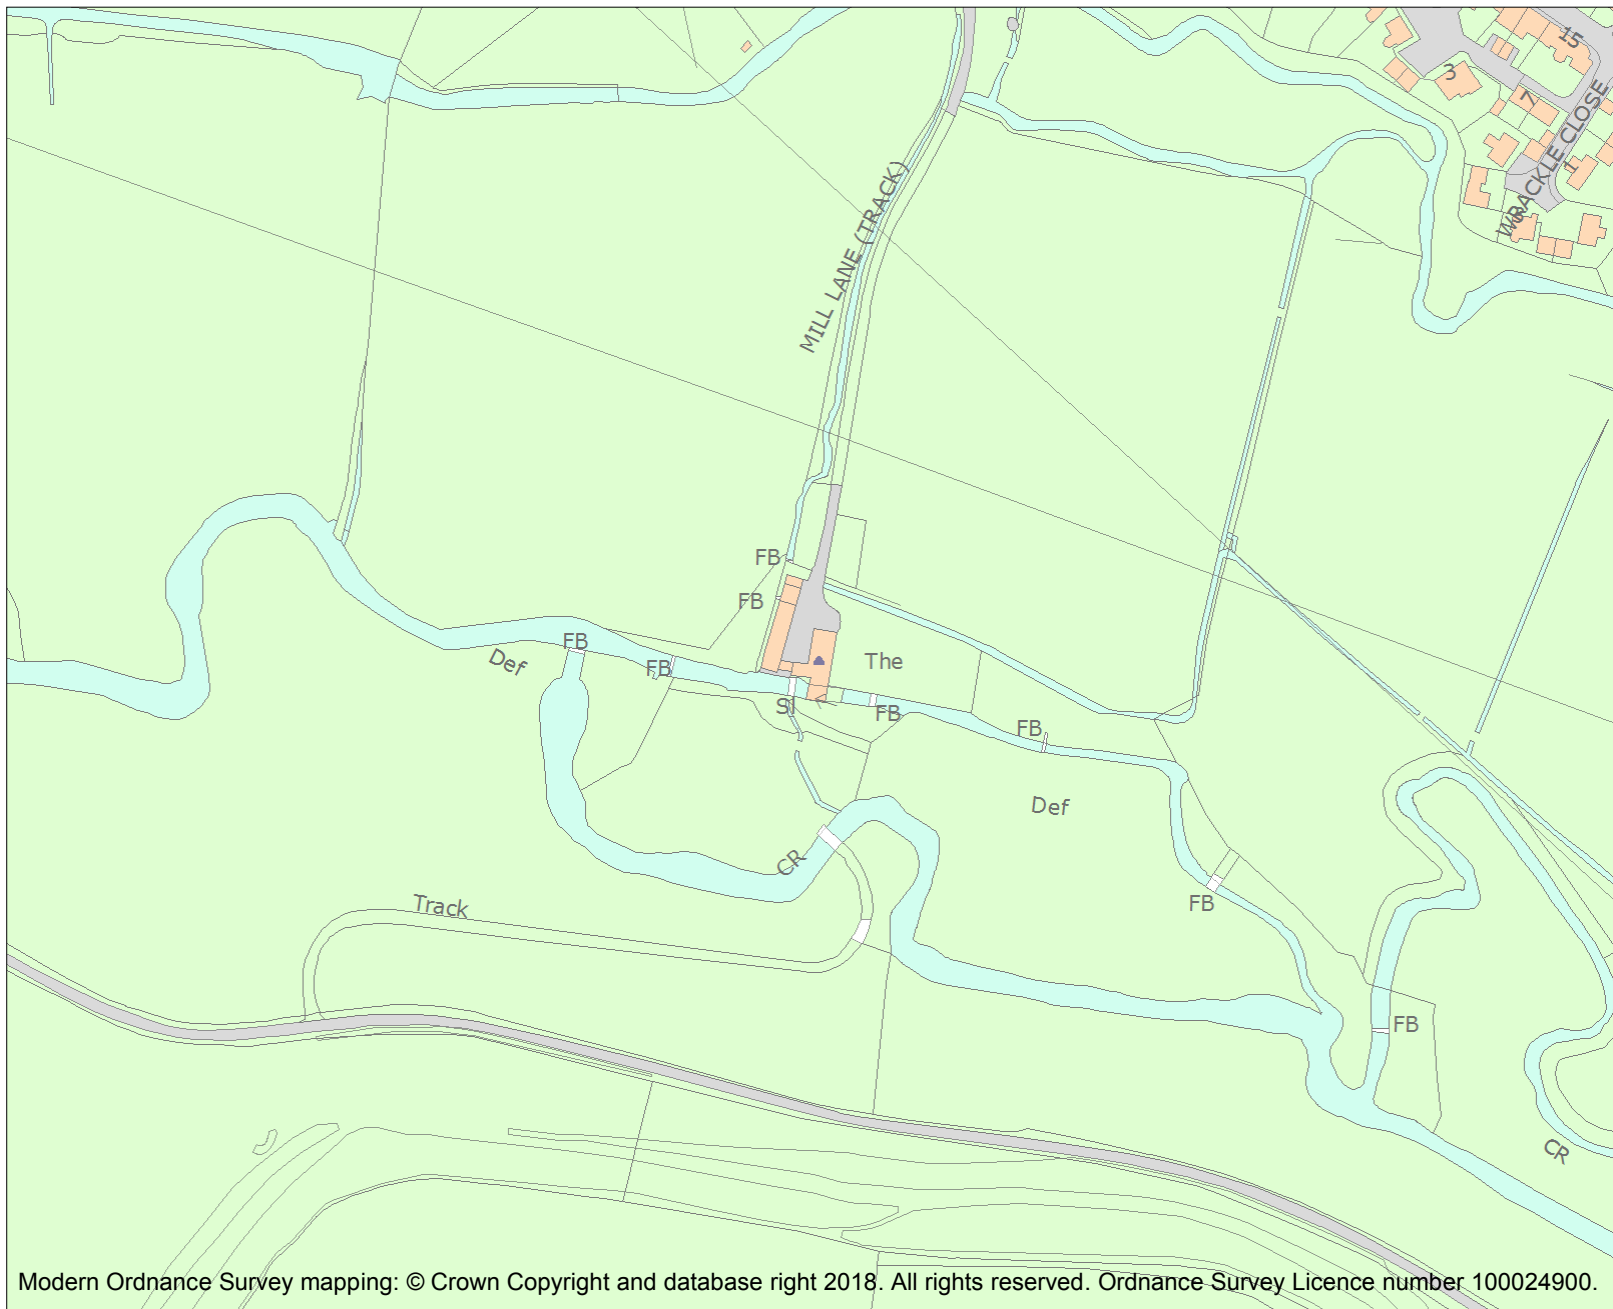 15
3
7
WRACKLE CLOSE
1
MILL LANE (TRACK)
FB
FB
FB
Def
FB
The
Sl
FB
FB
Def
CR
Track
FB
FB
CR
Modern Ordnance Survey mapping: © Crown Copyright and database right 2018. All rights reserved. Ordnance Survey Licence number 100024900.